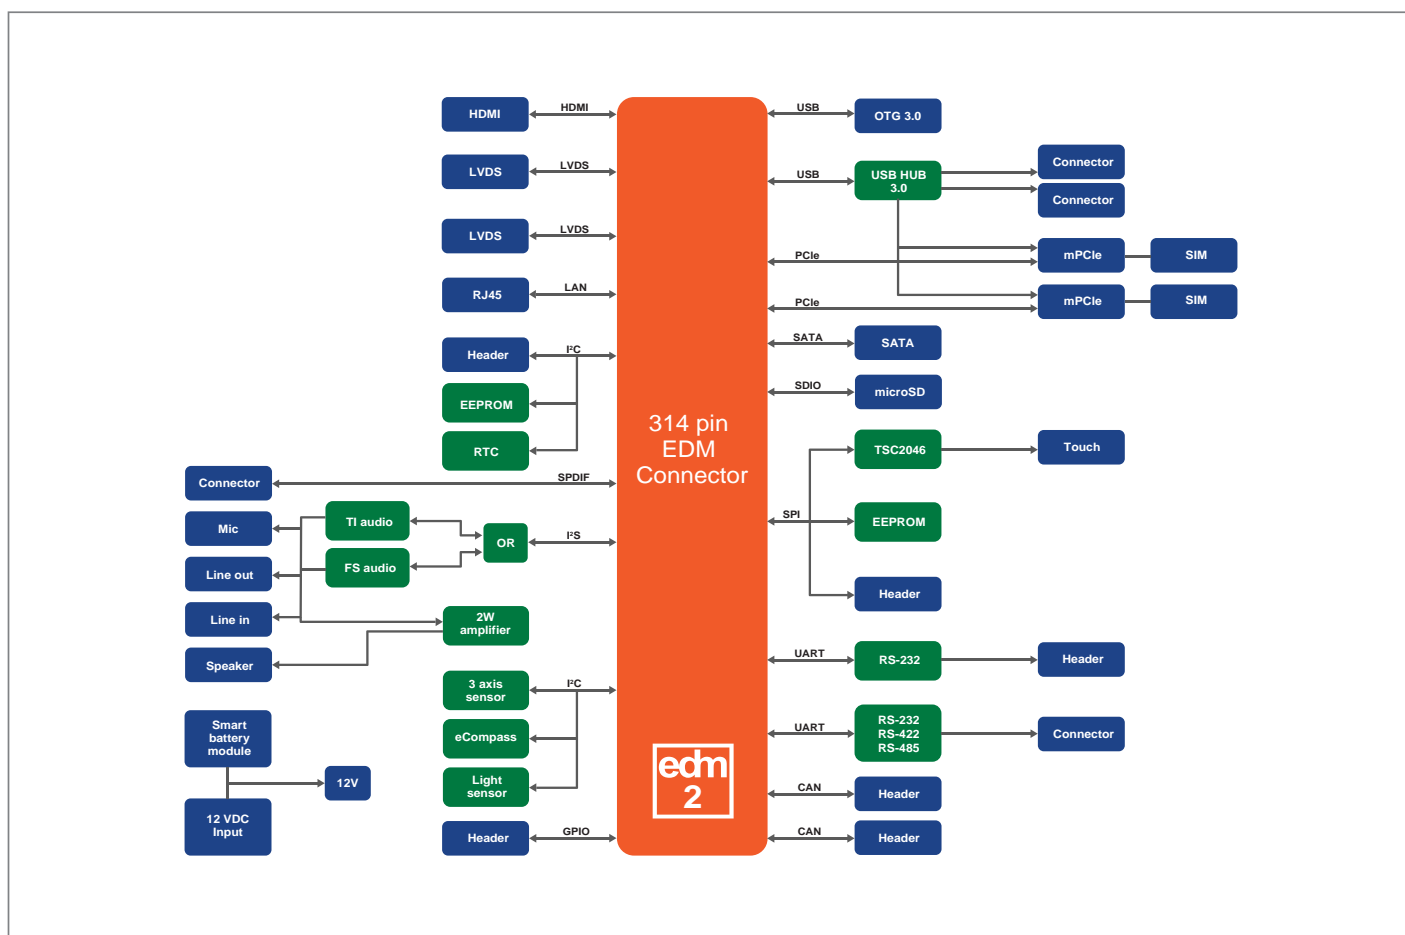 HDMI
HDMI
LVDS
LVDS
LVDS
LVDS
RJ45
LAN
Header
I²C
EEPROM
RTC
Connector
SPDIF
Mic
TI audio
OR
I²S
Line out
FS audio
Line in
2W
amplifier
Speaker
3 axis
sensor
I²C
eCompass
Light
sensor
Smart
battery
module
12V
12 VDC
Input
Header
GPIO
314 pin
EDM
Connector
edm
2
USB
OTG 3.0
USB
USB HUB
3.0
Connector
Connector
PCIe
mPCIe
SIM
PCIe
mPCIe
SIM
SATA
SATA
SDIO
microSD
TSC2046
Touch
SPI
EEPROM
Header
UART
RS-232
Header
UART
RS-232
RS-422
RS-485
Connector
CAN
Header
CAN
Header